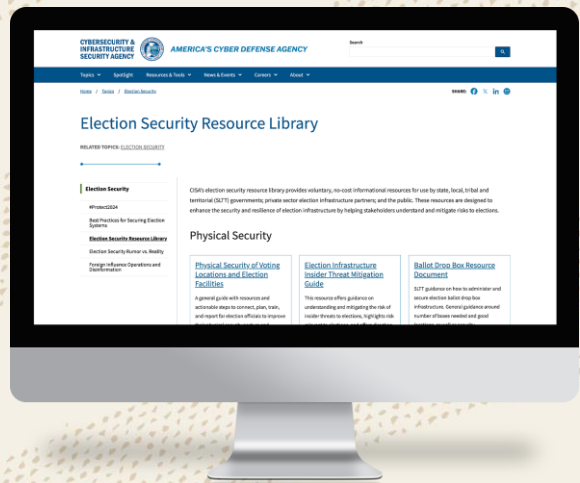 CYBERSECURITY &
INFRASTRUCTURE
SECURITY AGENCY
AMERICA'S CYBER DEFENSE AGENCY
Search
Topics
Spotlight
Resources & Tools
News & Events
Careers
About
Home / Topics / Election Security
SHARE:
Election Security Resource Library
RELATED TOPICS: ELECTION SECURITY
Election Security
#Protect2024
Best Practices for Securing Election
Systems
Election Security Resource Library
Election Security Rumor vs. Reality
Foreign Influence Operations and
Disinformation
CISA's election security resource library provides voluntary, no-cost informational resources for use by state, local, tribal and
territorial (SLTT) governments; private sector election infrastructure partners; and the public. These resources are designed to
enhance the security and resilience of election infrastructure by helping stakeholders understand and mitigate risks to elections.
Physical Security
Physical Security of Voting
Locations and Election
Facilities
A general guide with resources and
actionable steps to connect, plan, train,
and report for election officials to improve
Election Infrastructure
Insider Threat Mitigation
Guide
This resource offers guidance on
understanding and mitigating the risk of
insider threats to elections, highlights risk
Ballot Drop Box Resource
Document
SLTT guidance on how to administer and
secure election ballot drop box
infrastructure. General guidance around
number of boxes needed and good